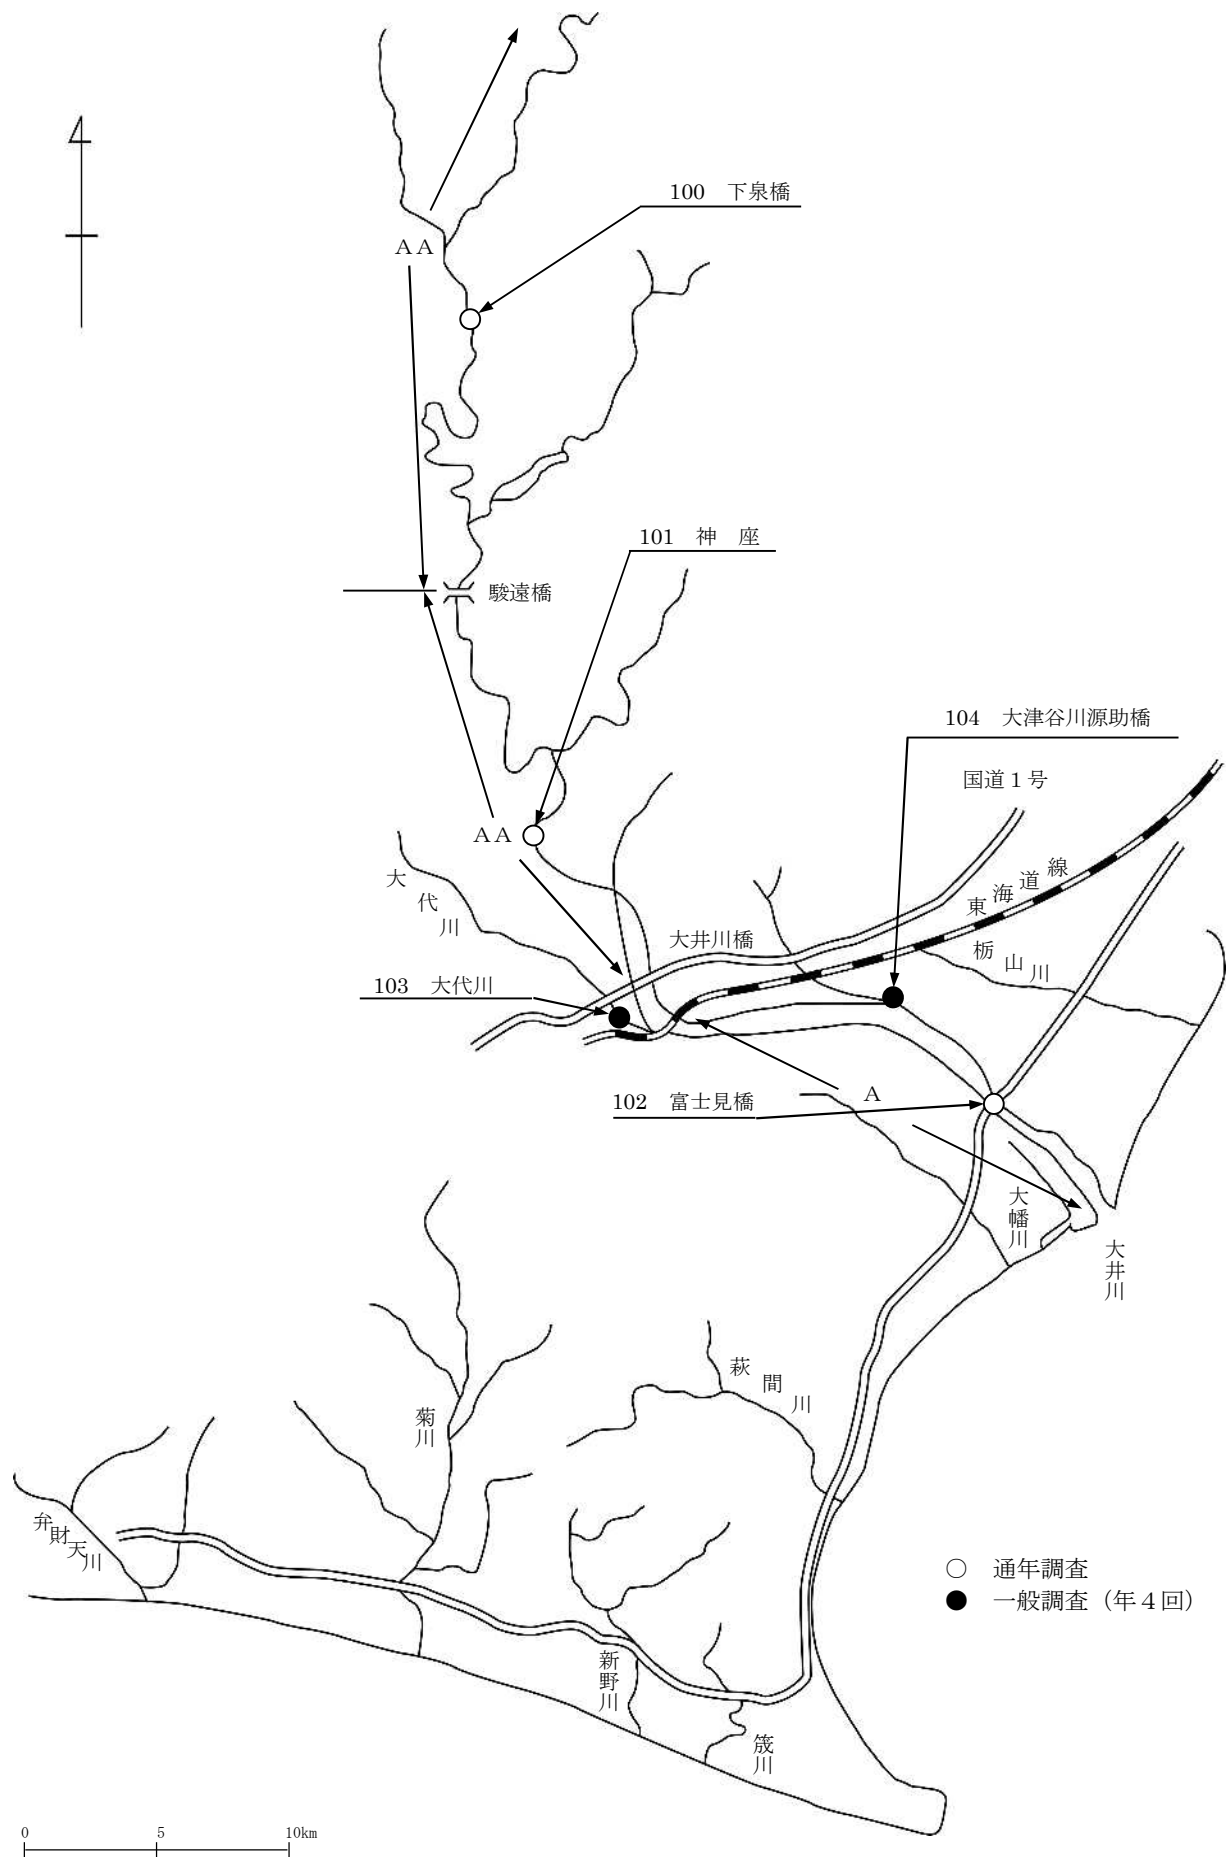 100　下泉橋
ＡＡ
101　神　座
駿遠橋
104　大津谷川源助橋
国道１号
ＡＡ
大代川
東海道線
大井川橋
栃山川
103　大代川
Ａ
102　富士見橋
大幡川
大井川
萩間川
菊川
弁財天川
○　通年調査
●　一般調査（年４回）
新野川
筬川
0 5 10km